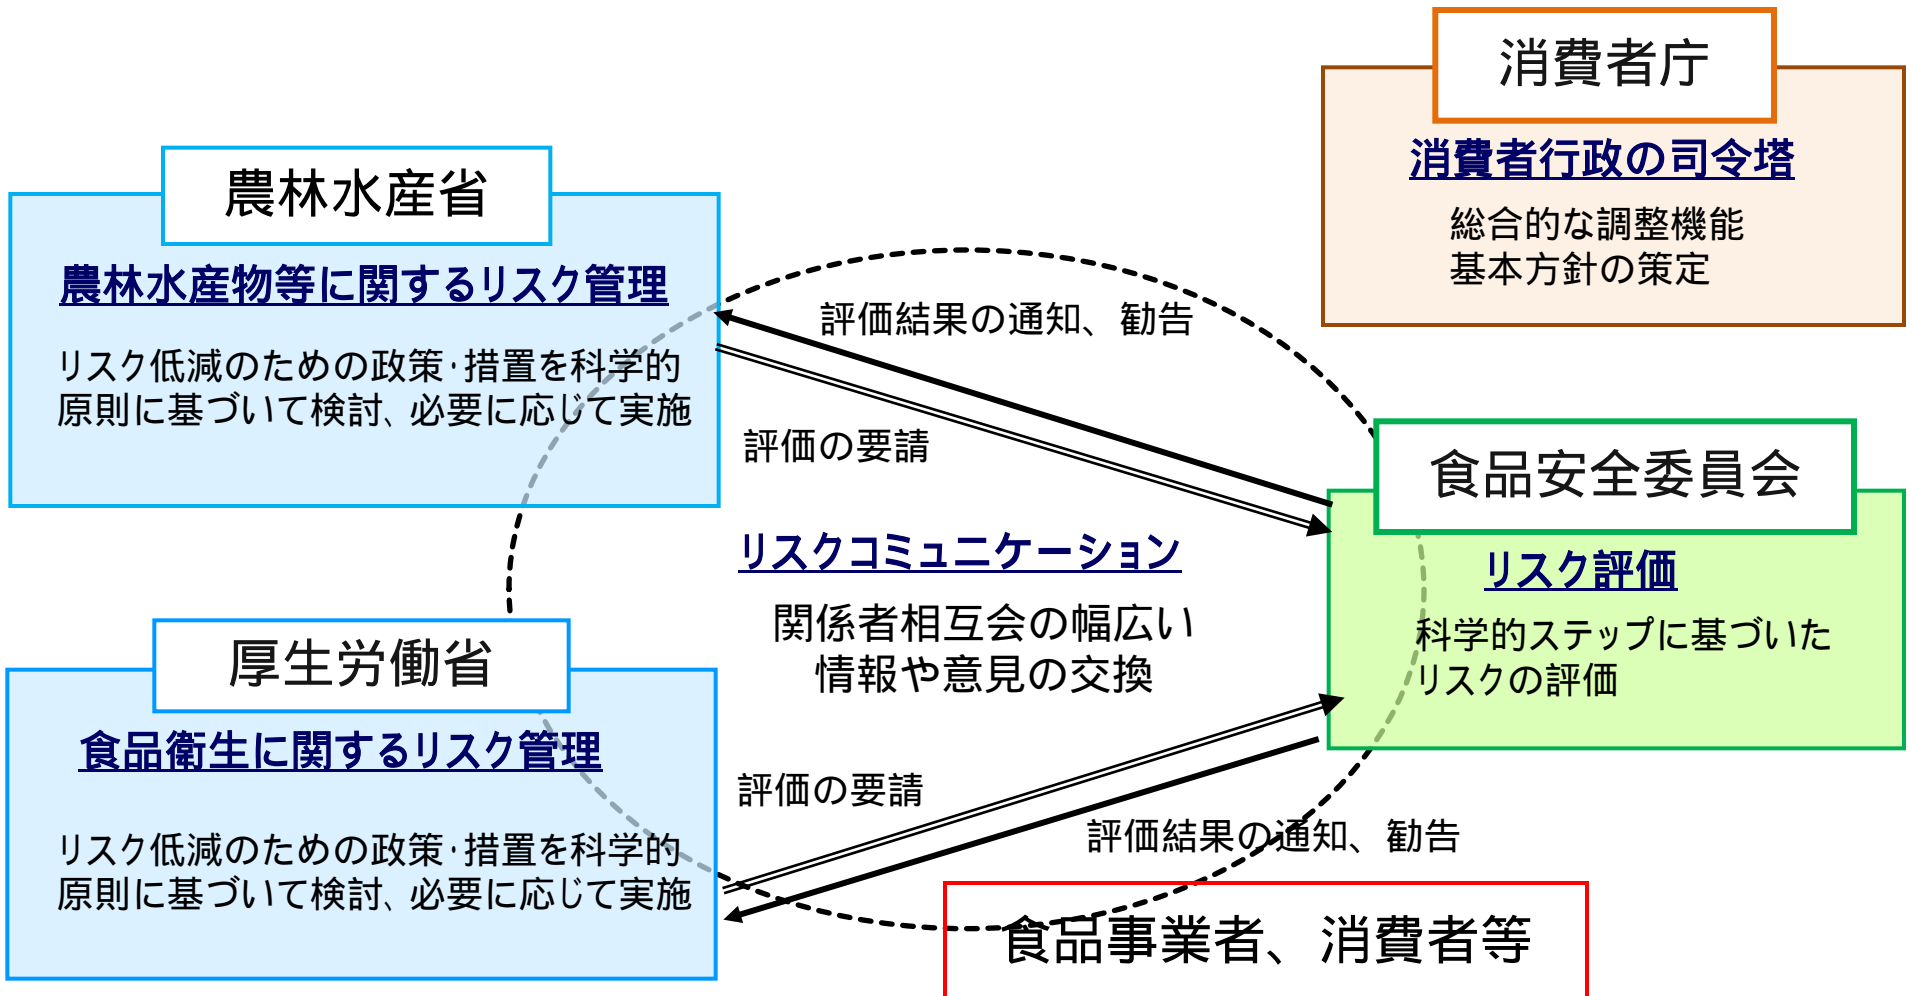 消費者庁
消費者行政の司令塔
総合的な調整機能
基本方針の策定
農林水産省
農林水産物等に関するリスク管理
リスク低減のための政策・措置を科学的
原則に基づいて検討、必要に応じて実施
評価結果の通知、勧告
評価の要請
食品安全委員会
リスク評価
科学的ステップに基づいた
リスクの評価
リスクコミュニケーション
関係者相互会の幅広い
情報や意見の交換
厚生労働省
食品衛生に関するリスク管理
リスク低減のための政策・措置を科学的
原則に基づいて検討、必要に応じて実施
評価の要請
評価結果の通知、勧告
食品事業者、消費者等